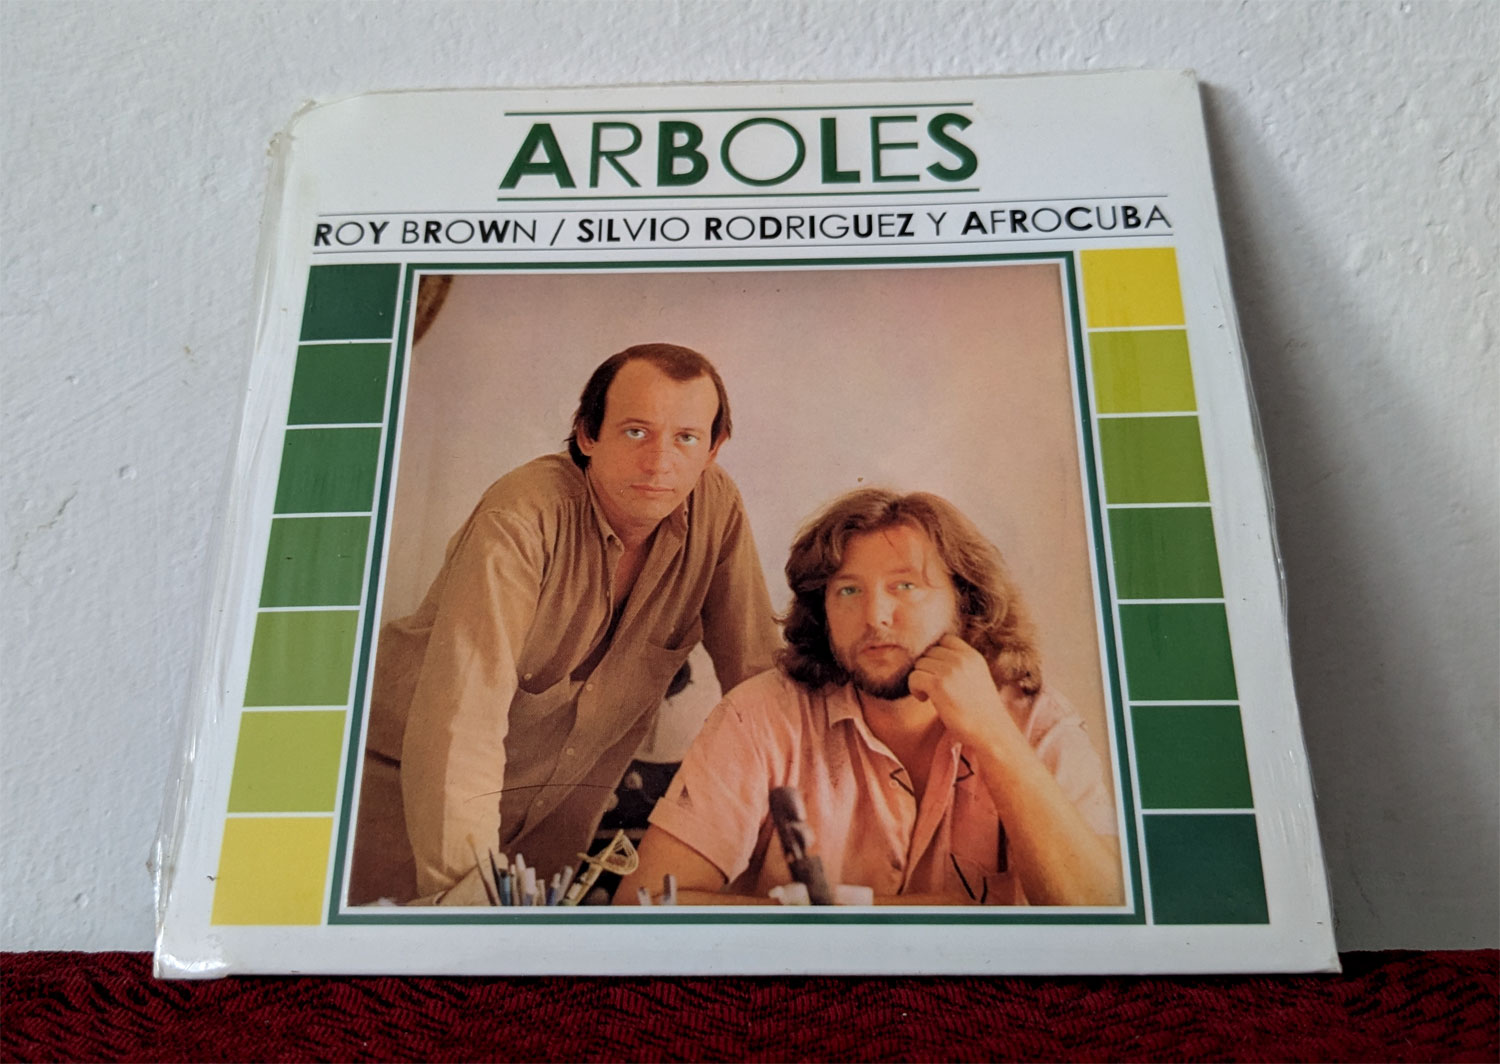 ARBOLES
ROY BROWN / SILVIO RODRIGUEZ Y AFROCUBA